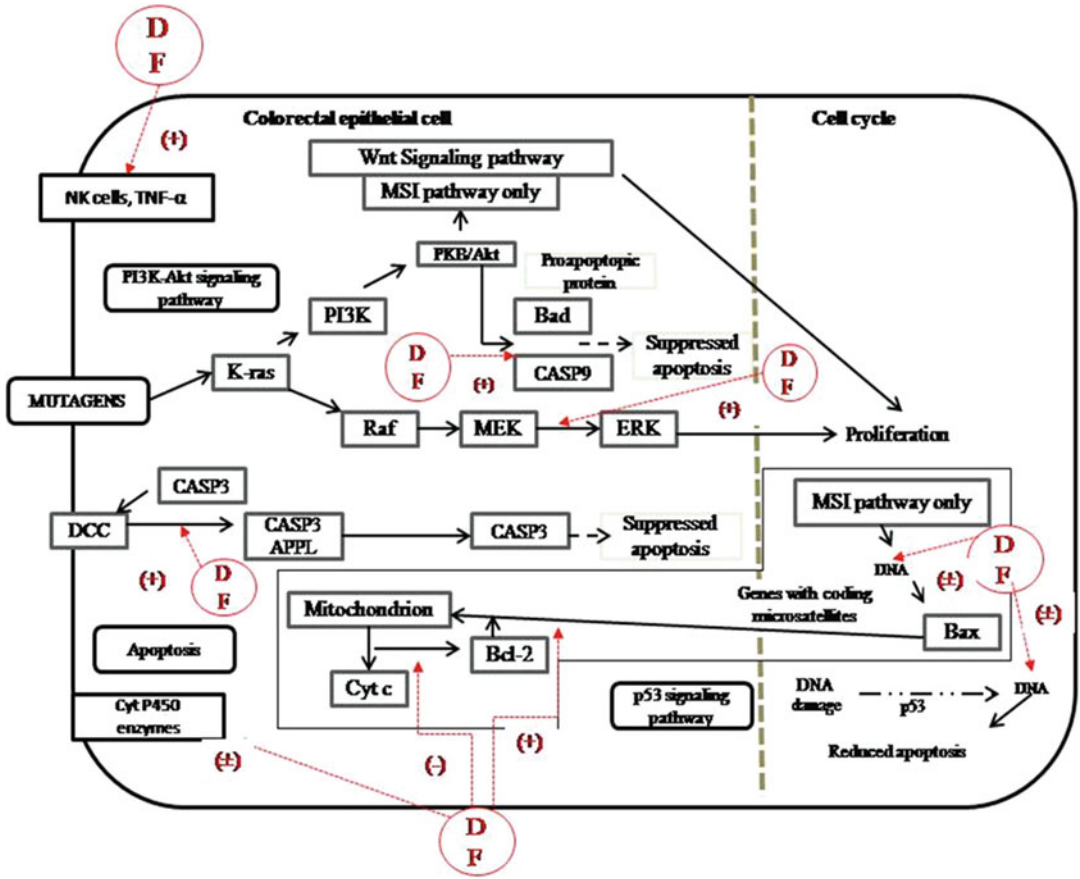 D
F
(+)
Colorectal epithelial cell
Cell cycle
Wnt Signaling pathway
MSI pathway only
NK cells, TNF-α
PKB/Akt
Proapoptopic
protein
PI3K-Akt signaling
pathway
PI3K
Bad
D
F
(+)
Suppressed
apoptosis
D
F
(+)
K-ras
CASP9
MUTAGENS
Raf
MEK
ERK
Proliferation
CASP3
MSI pathway only
DCC
CASP3
APPL
CASP3
Suppressed
apoptosis
D
F
(+)
D
F
DNA
(±)
(±)
Genes with coding
microsatellites
Mitochondrion
Bax
Apoptosis
Bcl-2
Cyt c
p53 signaling
pathway
DNA
damage
p53
DNA
Cyt P450
enzymes
Reduced apoptosis
(±)
(-)
(+)
D
F